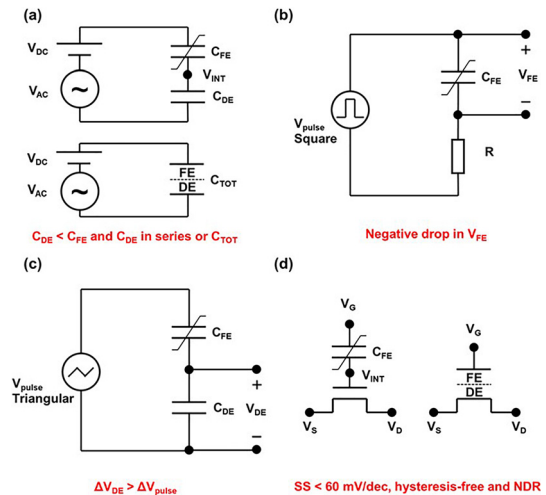 (a)
V_DC
C_FE
V_INT
V_AC
~
C_DE
V_DC
FE
DE
C_TOT
V_AC
~
C_DE < C_FE and C_DE in series or C_TOT
(b)
+
C_FE
V_FE
−
V_pulse
Square
R
Negative drop in V_FE
(c)
C_FE
V_pulse
Triangular
+
C_DE
V_DE
−
ΔV_DE > ΔV_pulse
(d)
V_G
C_FE
V_INT
V_S
V_D
V_G
FE
DE
V_S
V_D
SS < 60 mV/dec, hysteresis-free and NDR